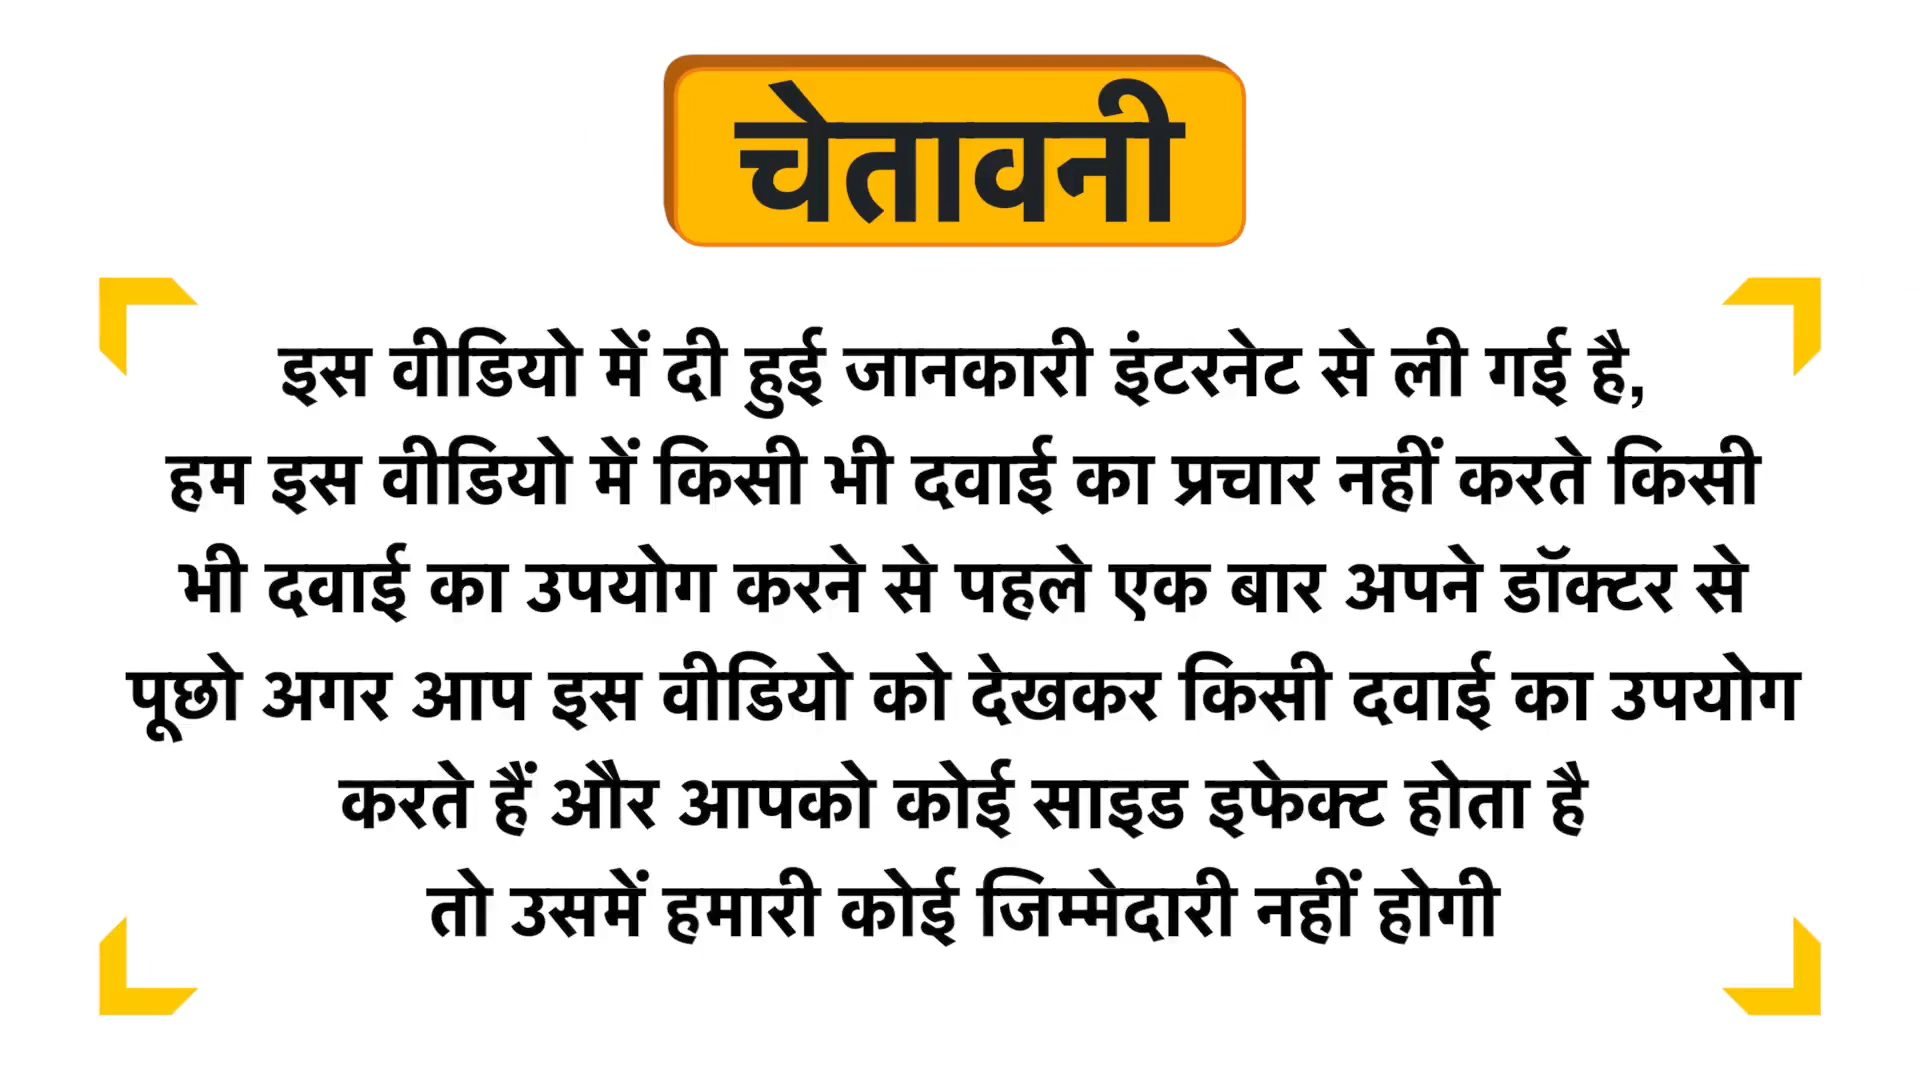 चेतावनी
इस वीडियो में दी हुई जानकारी इंटरनेट से ली गई है,
हम इस वीडियो में किसी भी दवाई का प्रचार नहीं करते किसी
भी दवाई का उपयोग करने से पहले एक बार अपने डॉक्टर से
पूछो अगर आप इस वीडियो को देखकर किसी दवाई का उपयोग
करते हैं और आपको कोई साइड इफेक्ट होता है
तो उसमें हमारी कोई जिम्मेदारी नहीं होगी